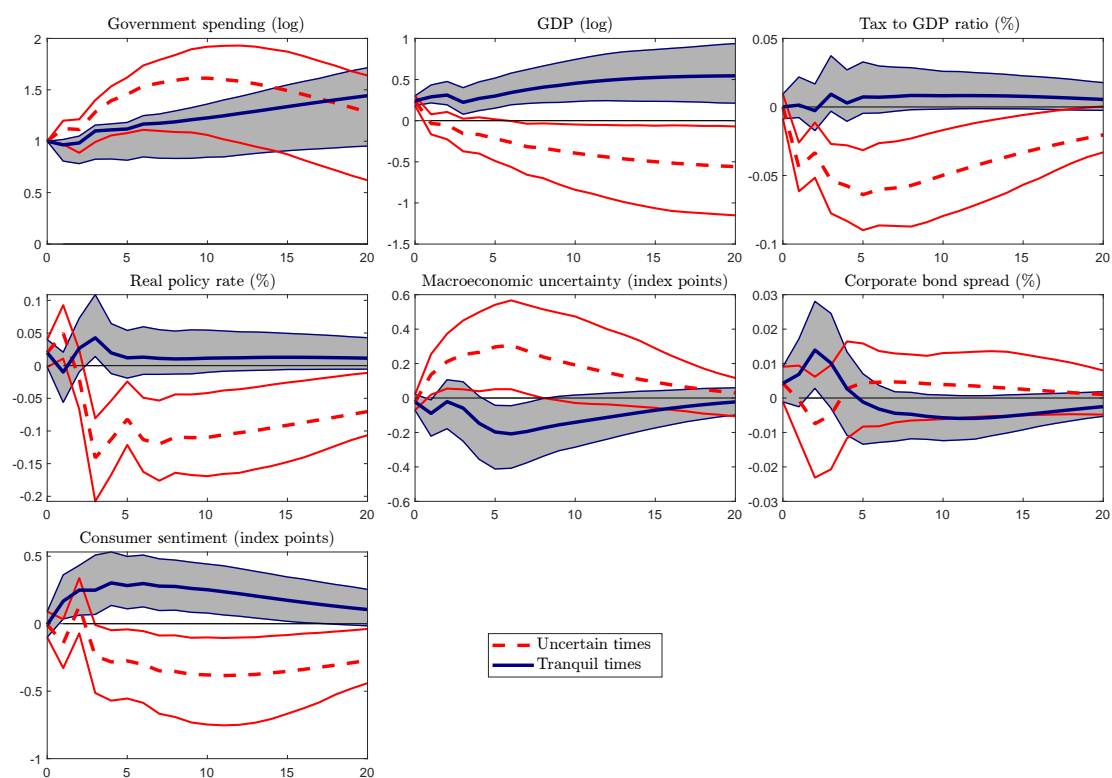 Government spending (log)
2
1.5
1
0.5
0
0 5 10 15 20
GDP (log)
1
0.5
0
-0.5
-1
-1.5
0 5 10 15 20
Tax to GDP ratio (%)
0.05
0
-0.05
-0.1
0 5 10 15 20
Real policy rate (%)
0.1
0.05
0
-0.05
-0.1
-0.15
-0.2
0 5 10 15 20
Macroeconomic uncertainty (index points)
0.6
0.4
0.2
0
-0.2
-0.4
-0.6
0 5 10 15 20
Corporate bond spread (%)
0.03
0.02
0.01
0
-0.01
-0.02
-0.03
0 5 10 15 20
Consumer sentiment (index points)
0.5
0
-0.5
-1
0 5 10 15 20
Uncertain times
Tranquil times